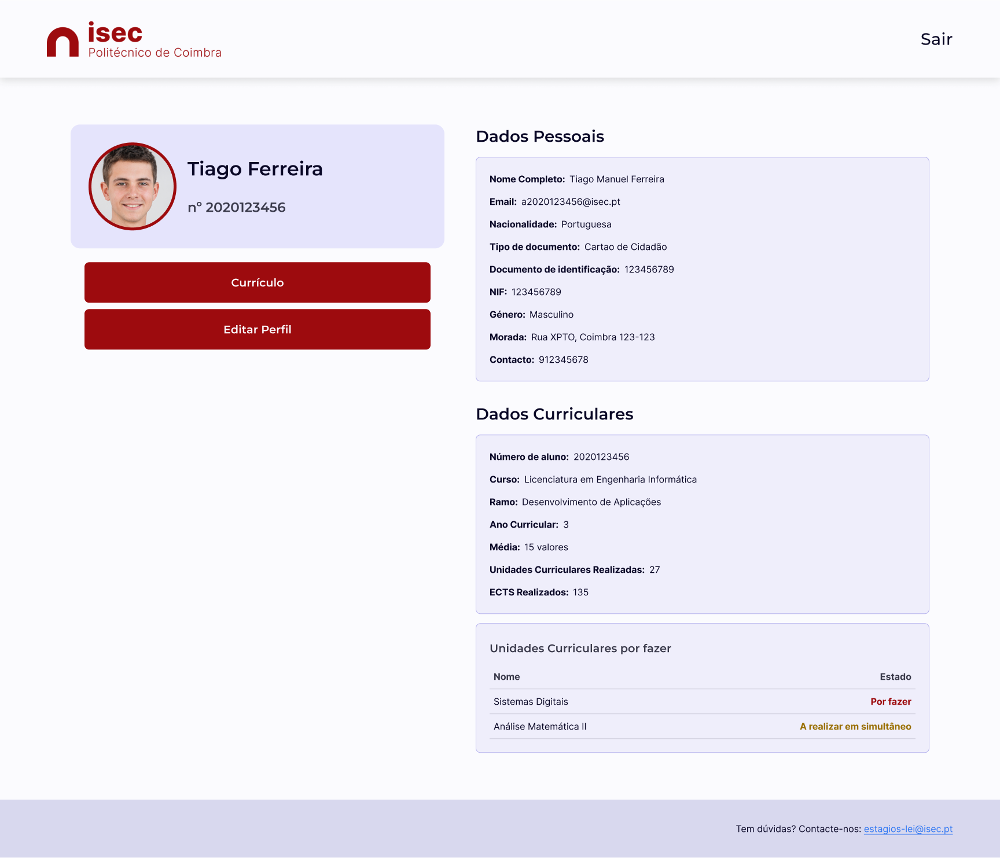 isec
Politécnico de Coimbra
Sair
Tiago Ferreira
nº 2020123456
Currículo
Editar Perfil
Dados Pessoais
Nome Completo: Tiago Manuel Ferreira
Email: a2020123456@isec.pt
Nacionalidade: Portuguesa
Tipo de documento: Cartao de Cidadão
Documento de identificação: 123456789
NIF: 123456789
Género: Masculino
Morada: Rua XPTO, Coimbra 123-123
Contacto: 912345678
Dados Curriculares
Número de aluno: 2020123456
Curso: Licenciatura em Engenharia Informática
Ramo: Desenvolvimento de Aplicações
Ano Curricular: 3
Média: 15 valores
Unidades Curriculares Realizadas: 27
ECTS Realizados: 135
Unidades Curriculares por fazer
Nome Estado
Sistemas Digitais Por fazer
Análise Matemática II A realizar em simultâneo
Tem dúvidas? Contacte-nos: estagios-lei@isec.pt